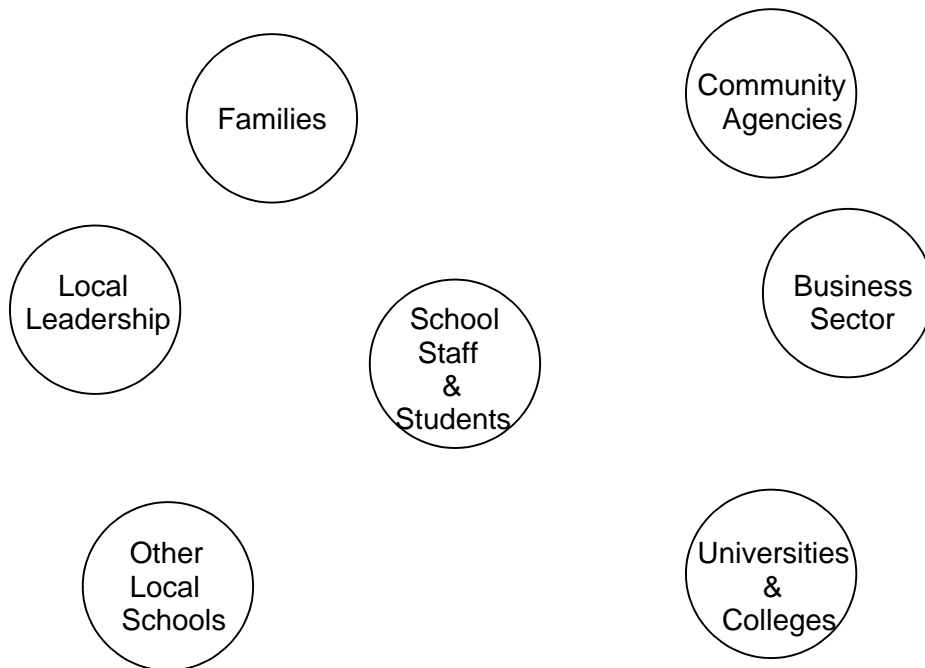 Families
Community
Agencies
Local
Leadership
Business
Sector
School
Staff
&
Students
Other
Local
Schools
Universities
&
Colleges